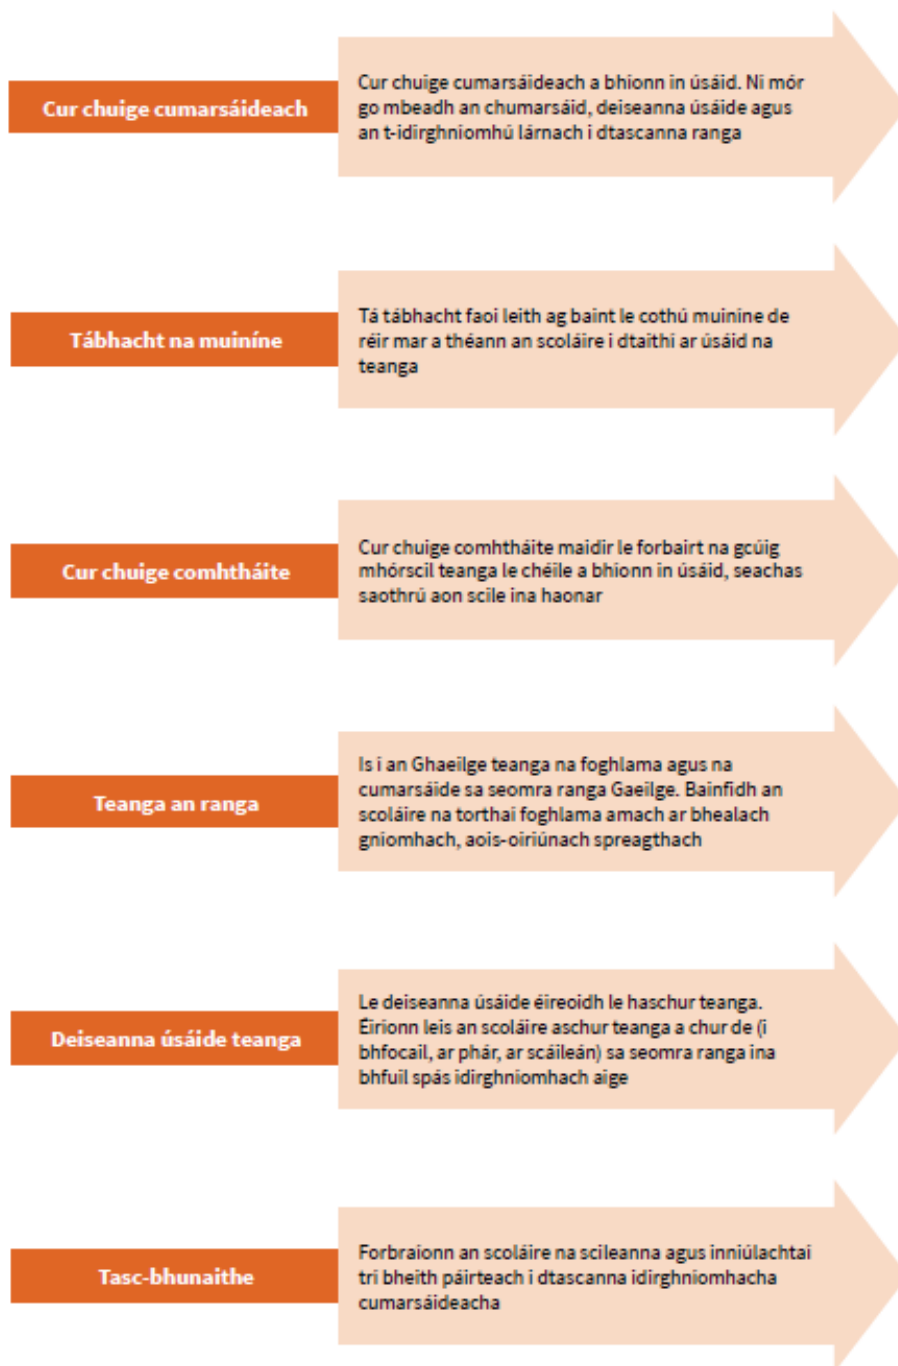 Cur chuige cumarsáideach
Cur chuige cumarsáideach a bhíonn in úsáid. Ní mór
go mbeadh an chumarsáid, deiseanna úsáide agus
an t-idirghníomhú lárnach i dtascanna ranga
Tábhacht na muiníne
Tá tábhacht faoi leith ag baint le cothú muiníne de
réir mar a théann an scoláire i dtaithí ar úsáid na
teanga
Cur chuige comhtháite
Cur chuige comhtháite maidir le forbairt na gcúig
mhórscil teanga le chéile a bhíonn in úsáid, seachas
saothrú aon scile ina haonar
Teanga an ranga
Is í an Ghaeilge teanga na foghlama agus na
cumarsáide sa seomra ranga Gaeilge. Bainfidh an
scoláire na torthaí foghlama amach ar bhealach
gníomhach, aois-oiriúnach spreagthach
Deiseanna úsáide teanga
Le deiseanna úsáide éireoidh le haschur teanga.
Éiríonn leis an scoláire aschur teanga a chur de (i
bhfocail, ar phár, ar scáileán) sa seomra ranga ina
bhfuil spás idirghníomhach aige
Tasc-bhunaithe
Forbraíonn an scoláire na scileanna agus inniúlachtaí
trí bheith páirteach i dtascanna idirghníomhacha
cumarsáideacha